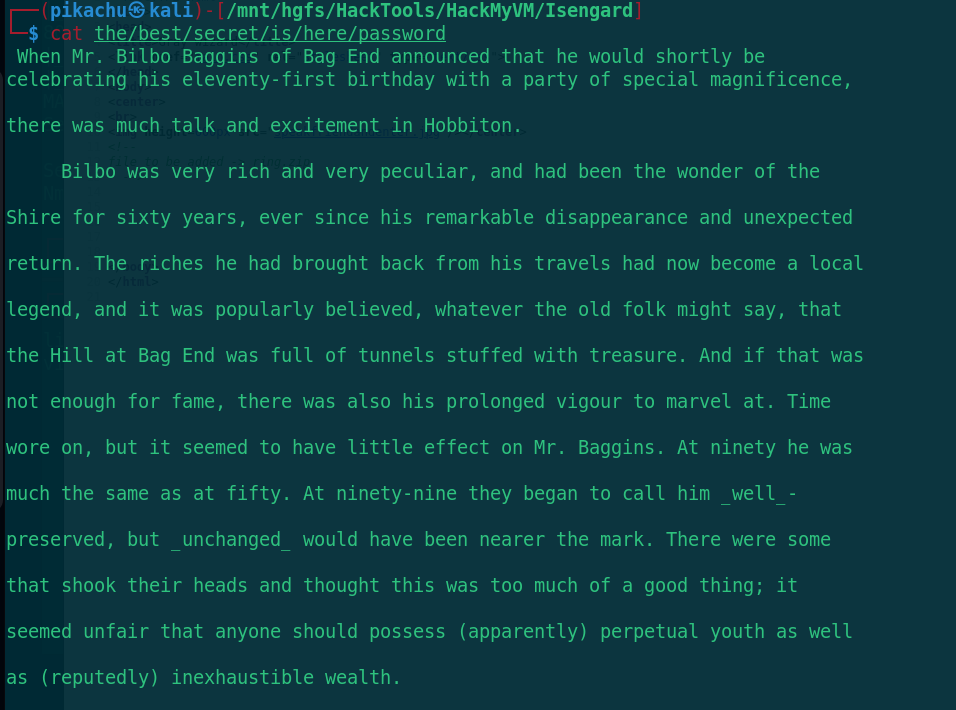 (pikachu㉿kali)-[/mnt/hgfs/HackTools/HackMyVM/Isengard]
$ cat the/best/secret/is/here/password
When Mr. Bilbo Baggins of Bag End announced that he would shortly be
celebrating his eleventy-first birthday with a party of special magnificence,
<center>
there was much talk and excitement in Hobbiton.
Bilbo was very rich and very peculiar, and had been the wonder of the
Shire for sixty years, ever since his remarkable disappearance and unexpected
return. The riches he had brought back from his travels had now become a local
</html>
legend, and it was popularly believed, whatever the old folk might say, that
the Hill at Bag End was full of tunnels stuffed with treasure. And if that was
not enough for fame, there was also his prolonged vigour to marvel at. Time
wore on, but it seemed to have little effect on Mr. Baggins. At ninety he was
much the same as at fifty. At ninety-nine they began to call him _well_-
preserved, but _unchanged_ would have been nearer the mark. There were some
that shook their heads and thought this was too much of a good thing; it
seemed unfair that anyone should possess (apparently) perpetual youth as well
as (reputedly) inexhaustible wealth.